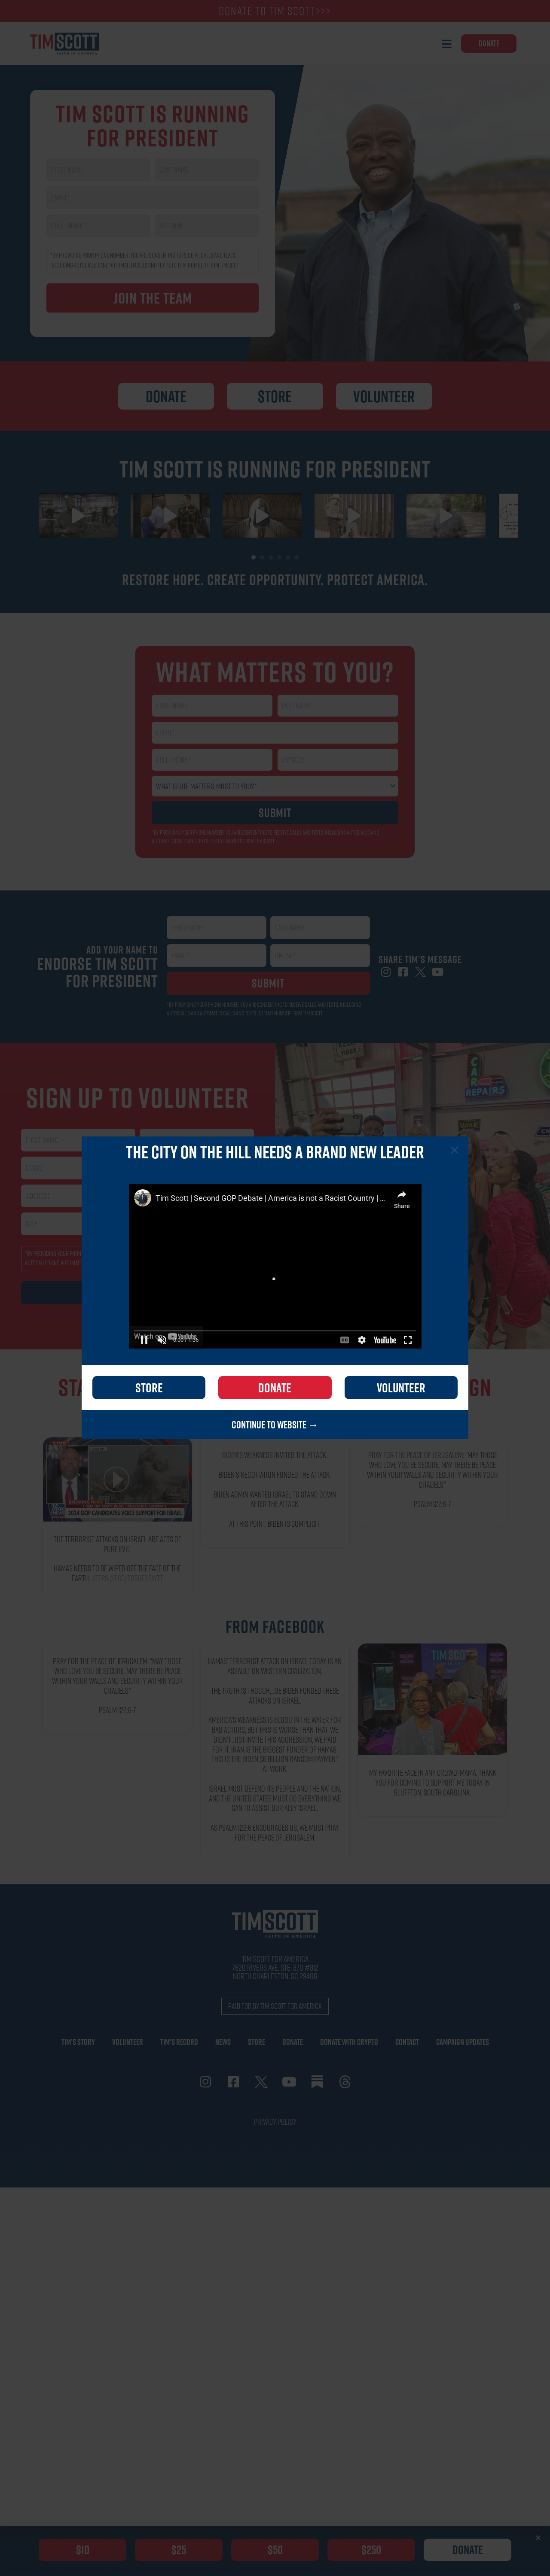 DONATE TO TIM SCOTT>>>
TIM SCOTT
FAITH IN AMERICA
DONATE
TIM SCOTT IS RUNNING
FOR PRESIDENT
FIRST NAME
LAST NAME
EMAIL
ZIP CODE
JOIN THE TEAM
DONATE
STORE
VOLUNTEER
TIM SCOTT IS RUNNING FOR PRESIDENT
RESTORE HOPE. CREATE OPPORTUNITY. PROTECT AMERICA.
WHAT MATTERS TO YOU?
FIRST NAME
LAST NAME
EMAIL
CELL PHONE
ZIP CODE
WHAT ISSUE MATTERS MOST TO YOU?*
SUBMIT
ADD YOUR NAME TO
ENDORSE TIM SCOTT
FOR PRESIDENT
FIRST NAME
LAST NAME
EMAIL
PHONE
SUBMIT
SHARE TIM'S MESSAGE
SIGN UP TO VOLUNTEER
CAR
REPAIRS
THE CITY ON THE HILL NEEDS A BRAND NEW LEADER
Tim Scott | Second GOP Debate | America is not a Racist Country | ...
Share
Watch on YouTube
YouTube
STORE
DONATE
VOLUNTEER
CONTINUE TO WEBSITE →
BIDEN'S WEAKNESS INVITED THE ATTACK.
BIDEN'S NEGOTIATION FUNDED THE ATTACK.
BIDEN ADMIN WANTED ISRAEL TO STAND DOWN
AFTER THE ATTACK.
AT THIS POINT, BIDEN IS COMPLICIT.
PRAY FOR THE PEACE OF JERUSALEM: "MAY THOSE
WHO LOVE YOU BE SECURE. MAY THERE BE PEACE
WITHIN YOUR WALLS AND SECURITY WITHIN YOUR
CITADELS."
PSALM 122:6-7
2024 GOP CANDIDATES VOICE SUPPORT FOR ISRAEL
THE TERRORIST ATTACKS ON ISRAEL ARE ACTS OF
PURE EVIL.
HAMAS NEEDS TO BE WIPED OFF THE FACE OF THE
EARTH.
FROM FACEBOOK
PRAY FOR THE PEACE OF JERUSALEM: "MAY THOSE
WHO LOVE YOU BE SECURE. MAY THERE BE PEACE
WITHIN YOUR WALLS AND SECURITY WITHIN YOUR
CITADELS."
PSALM 122:6-7
HAMAS' TERRORIST ATTACK ON ISRAEL TODAY IS AN
ASSAULT ON WESTERN CIVILIZATION.
THE TRUTH IS THOUGH, JOE BIDEN FUNDED THESE
ATTACKS ON ISRAEL.
AMERICA'S WEAKNESS IS BLOOD IN THE WATER FOR
BAD ACTORS, BUT THIS IS WORSE THAN THAT. WE
DIDN'T JUST INVITE THIS AGGRESSION, WE PAID
FOR IT. IRAN IS THE BIGGEST FUNDER OF HAMAS.
THIS IS THE BIDEN $6 BILLION RANSOM PAYMENT
AT WORK.
ISRAEL MUST DEFEND ITS PEOPLE AND THE NATION,
AND THE UNITED STATES MUST DO EVERYTHING WE
CAN TO ASSIST OUR ALLY ISRAEL.
AS PSALM 122:6 ENCOURAGES US, WE MUST PRAY
FOR THE PEACE OF JERUSALEM.
MY FAVORITE FACE IN ANY CROWD! MAMA, THANK
YOU FOR COMING TO SUPPORT ME TODAY IN
BLUFFTON, SOUTH CAROLINA.
TIM SCOTT
FAITH IN AMERICA
TIM SCOTT FOR AMERICA
7620 RIVERS AVE. STE. 370 #130
NORTH CHARLESTON, SC 29406
PAID FOR BY TIM SCOTT FOR AMERICA
TIM'S STORY
VOLUNTEER
TIM'S RECORD
NEWS
STORE
DONATE
DONATE WITH CRYPTO
CONTACT
CAMPAIGN UPDATES
PRIVACY POLICY
$10
$25
$50
$250
DONATE